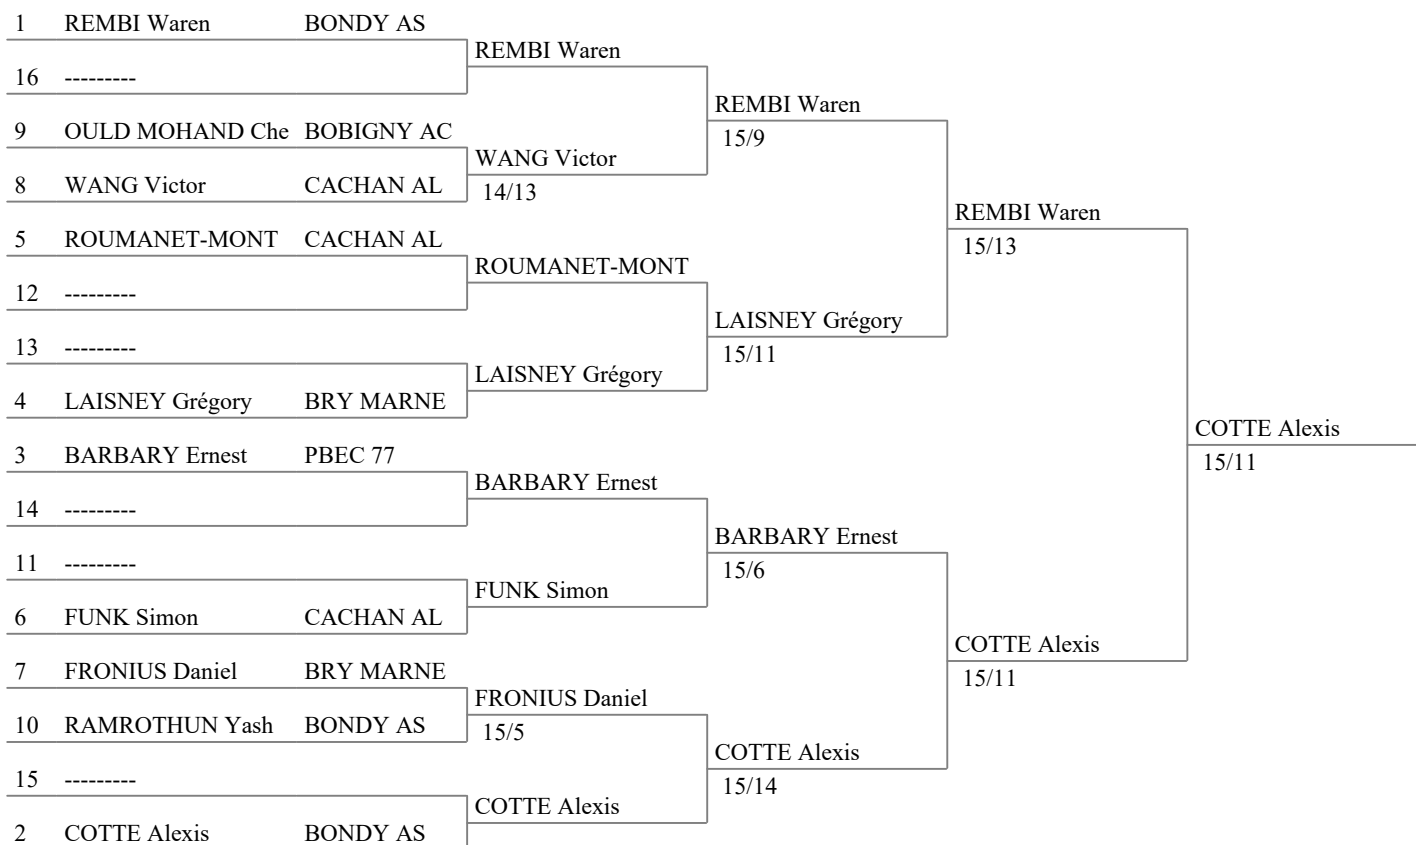 1 REMBI Waren BONDY AS
REMBI Waren
16 ---------
REMBI Waren
9 OULD MOHAND Che BOBIGNY AC
15/9
WANG Victor
8 WANG Victor CACHAN AL
14/13
REMBI Waren
5 ROUMANET-MONT CACHAN AL
15/13
ROUMANET-MONT
12 ---------
LAISNEY Grégory
13 ---------
15/11
LAISNEY Grégory
4 LAISNEY Grégory BRY MARNE
COTTE Alexis
3 BARBARY Ernest PBEC 77
15/11
BARBARY Ernest
14 ---------
BARBARY Ernest
11 ---------
15/6
FUNK Simon
6 FUNK Simon CACHAN AL
COTTE Alexis
7 FRONIUS Daniel BRY MARNE
15/11
FRONIUS Daniel
10 RAMROTHUN Yash BONDY AS
15/5
COTTE Alexis
15 ---------
15/14
COTTE Alexis
2 COTTE Alexis BONDY AS